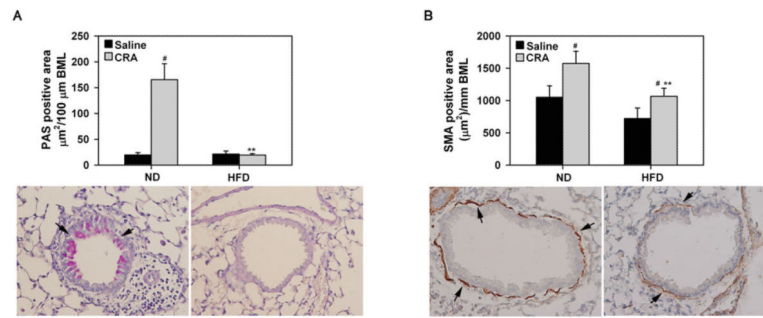 A
PAS positive area
μm²/100 μm BML
200
150
100
50
0
Saline
CRA
#
**
ND
HFD
B
SMA positive area
(μm²)/mm BML
2000
1500
1000
500
0
Saline
CRA
#
# **
ND
HFD